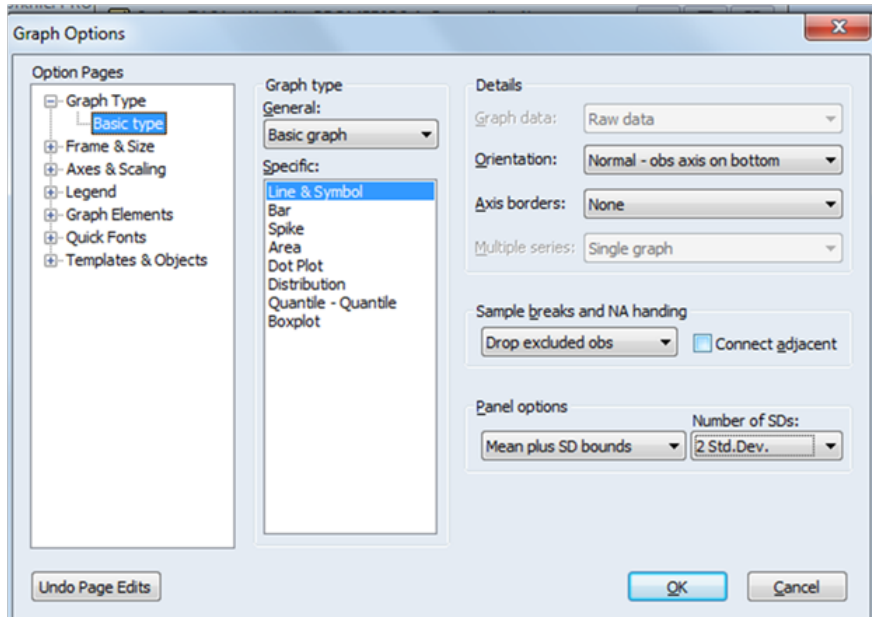 Graph Options
Option Pages
Graph Type
Basic type
Frame & Size
Axes & Scaling
Legend
Graph Elements
Quick Fonts
Templates & Objects
Undo Page Edits
Graph type
General:
Basic graph
Specific:
Line & Symbol
Bar
Spike
Area
Dot Plot
Distribution
Quantile - Quantile
Boxplot
Details
Graph data: Raw data
Orientation: Normal - obs axis on bottom
Axis borders: None
Multiple series: Single graph
Sample breaks and NA handing
Drop excluded obs Connect adjacent
Panel options
Number of SDs:
Mean plus SD bounds 2 Std.Dev.
OK Cancel